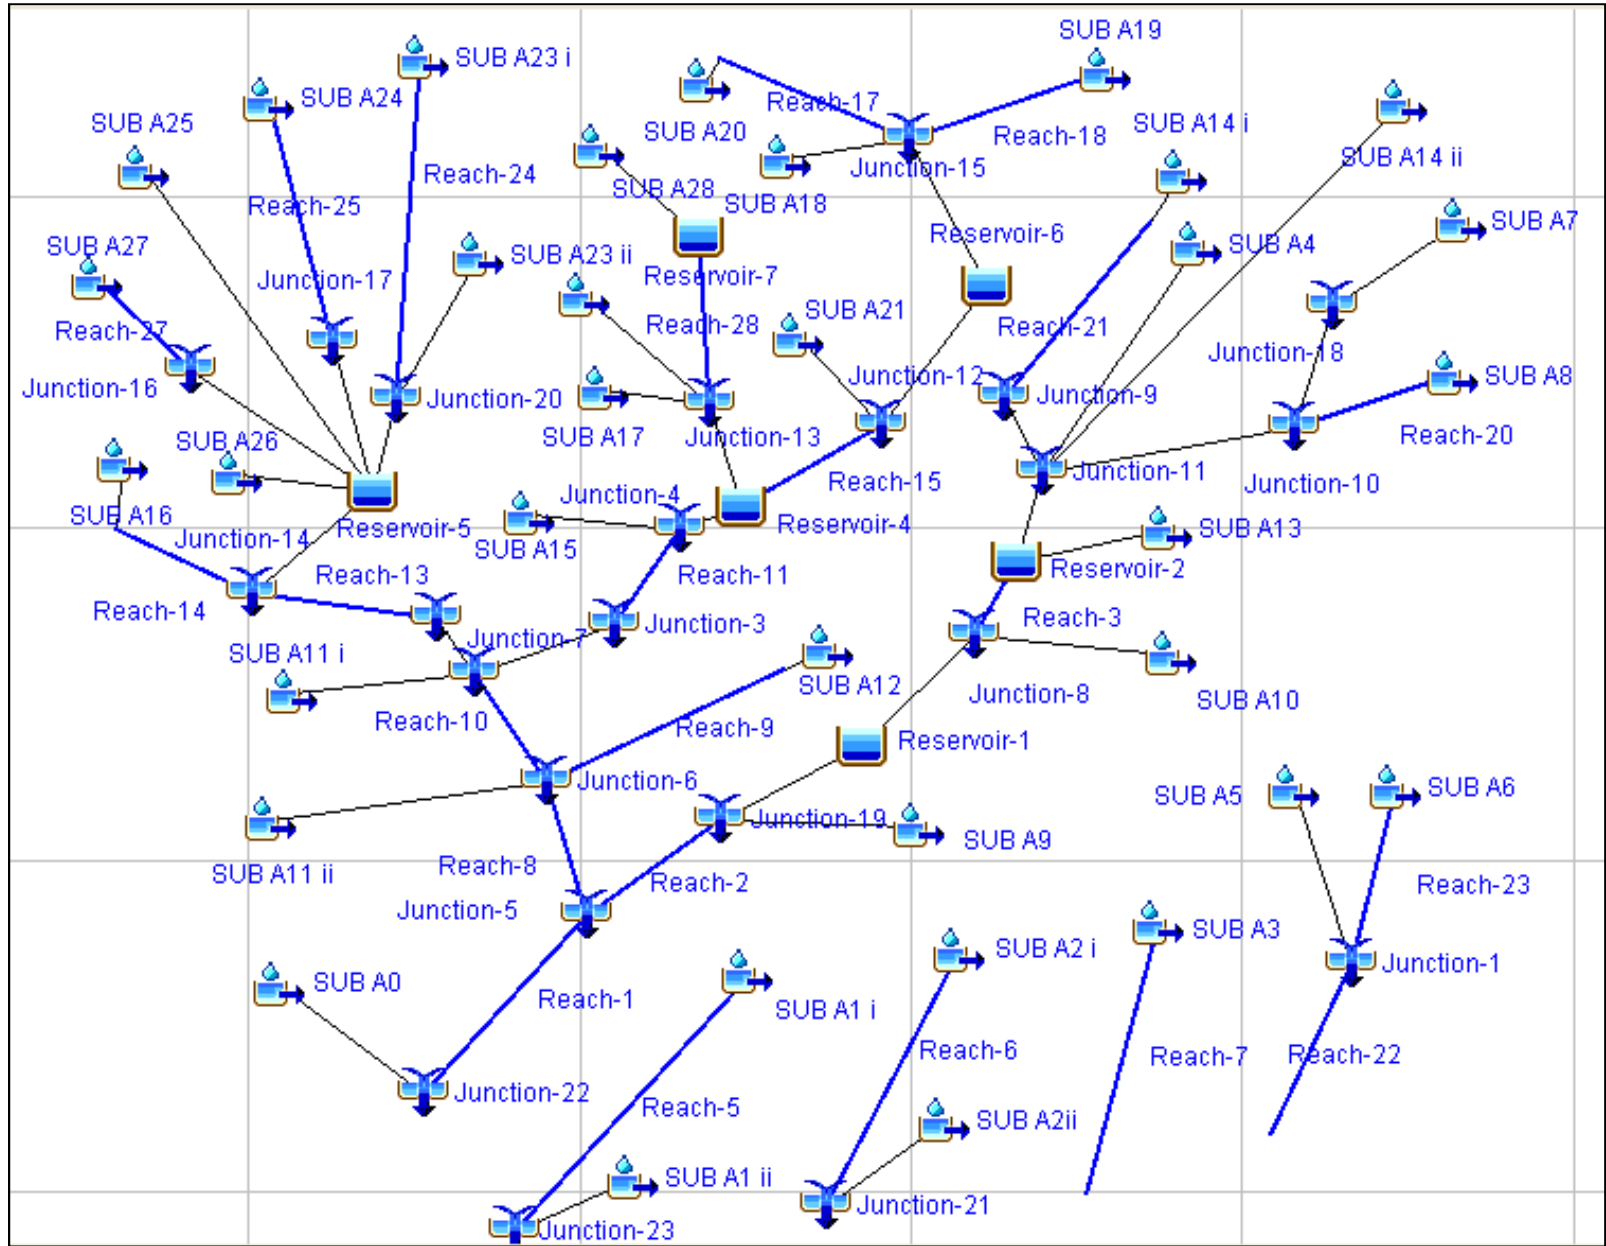 SUB A19
SUB A23 i
SUB A24
Reach-17
SUB A25
SUB A20
Reach-18
SUB A14 i
SUB A14 ii
Junction-15
Reach-24
SUB A28
SUB A18
Reach-25
SUB A7
Reservoir-6
SUB A27
SUB A23 ii
SUB A4
Junction-17
Reservoir-7
SUB A21
Reach-27
Reach-28
Reach-21
Junction-18
Junction-16
Junction-12
SUB A8
Junction-20
Junction-9
SUB A26
SUB A17
Junction-13
Reach-20
Junction-11
Reach-15
Junction-10
Junction-4
SUB A16
Reservoir-5
Reservoir-4
SUB A13
Junction-14
SUB A15
Reach-13
Reach-11
Reservoir-2
Reach-14
Junction-7
Junction-3
Reach-3
SUB A11 i
SUB A12
Junction-8
SUB A10
Reach-10
Reach-9
Reservoir-1
Junction-6
SUB A5
SUB A6
Junction-19
SUB A9
SUB A11 ii
Reach-8
Reach-2
Reach-23
Junction-5
SUB A3
SUB A2 i
Junction-1
SUB A0
Reach-1
SUB A1 i
Reach-6
Reach-7
Reach-22
Junction-22
Reach-5
SUB A2ii
SUB A1 ii
Junction-21
Junction-23